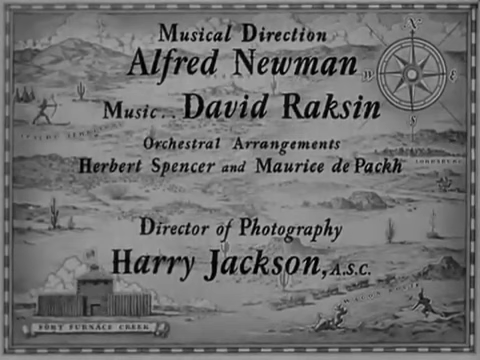 Musical Direction
Alfred Newman
Music.. David Raksin
Orchestral Arrangements
Herbert Spencer and Maurice de Packh
Director of Photography
Harry Jackson, A.S.C.
N
W
E
S
LORDSBURG
FORT FURNACE CREEK